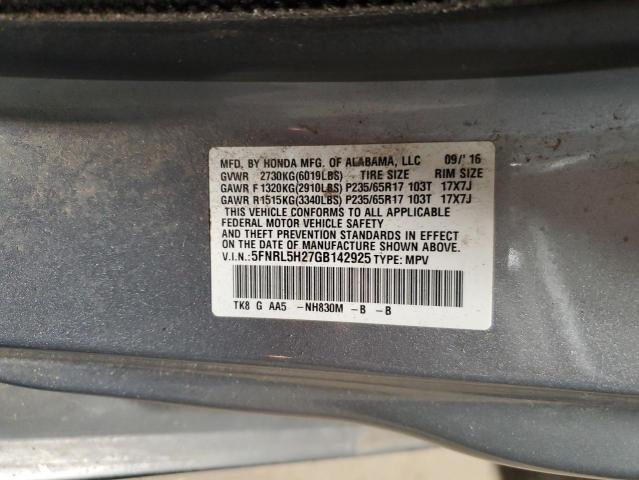 MFD. BY HONDA MFG. OF ALABAMA, LLC 09/'16
GVWR 2730KG(6019LBS) TIRE SIZE RIM SIZE
GAWR F1320KG(2910LBS)P235/65R17 103T 17X7J
GAWR R1515KG(3340LBS)P235/65R17 103T 17X7J
THIS VEHICLE CONFORMS TO ALL APPLICABLE
FEDERAL MOTOR VEHICLE SAFETY
AND THEFT PREVENTION STANDARDS IN EFFECT
ON THE DATE OF MANUFACTURE SHOWN ABOVE.
V.I.N.:5FNRL5H27GB142925 TYPE: MPV
TK8 G AA5 -NH830M -B -B